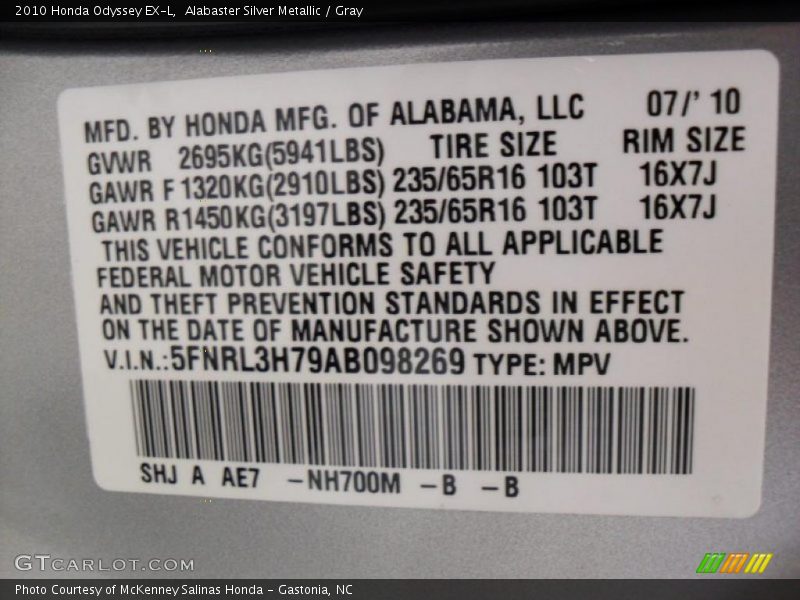 2010 Honda Odyssey EX-L, Alabaster Silver Metallic / Gray
MFD. BY HONDA MFG. OF ALABAMA, LLC 07/' 10
GVWR 2695KG(5941LBS) TIRE SIZE RIM SIZE
GAWR F 1320KG(2910LBS) 235/65R16 103T 16X7J
GAWR R1450KG(3197LBS) 235/65R16 103T 16X7J
THIS VEHICLE CONFORMS TO ALL APPLICABLE
FEDERAL MOTOR VEHICLE SAFETY
AND THEFT PREVENTION STANDARDS IN EFFECT
ON THE DATE OF MANUFACTURE SHOWN ABOVE.
V.I.N.:5FNRL3H79AB098269 TYPE: MPV
SHJ A AE7 -NH700M -B -B
GTCARLOT.COM
Photo Courtesy of McKenney Salinas Honda - Gastonia, NC